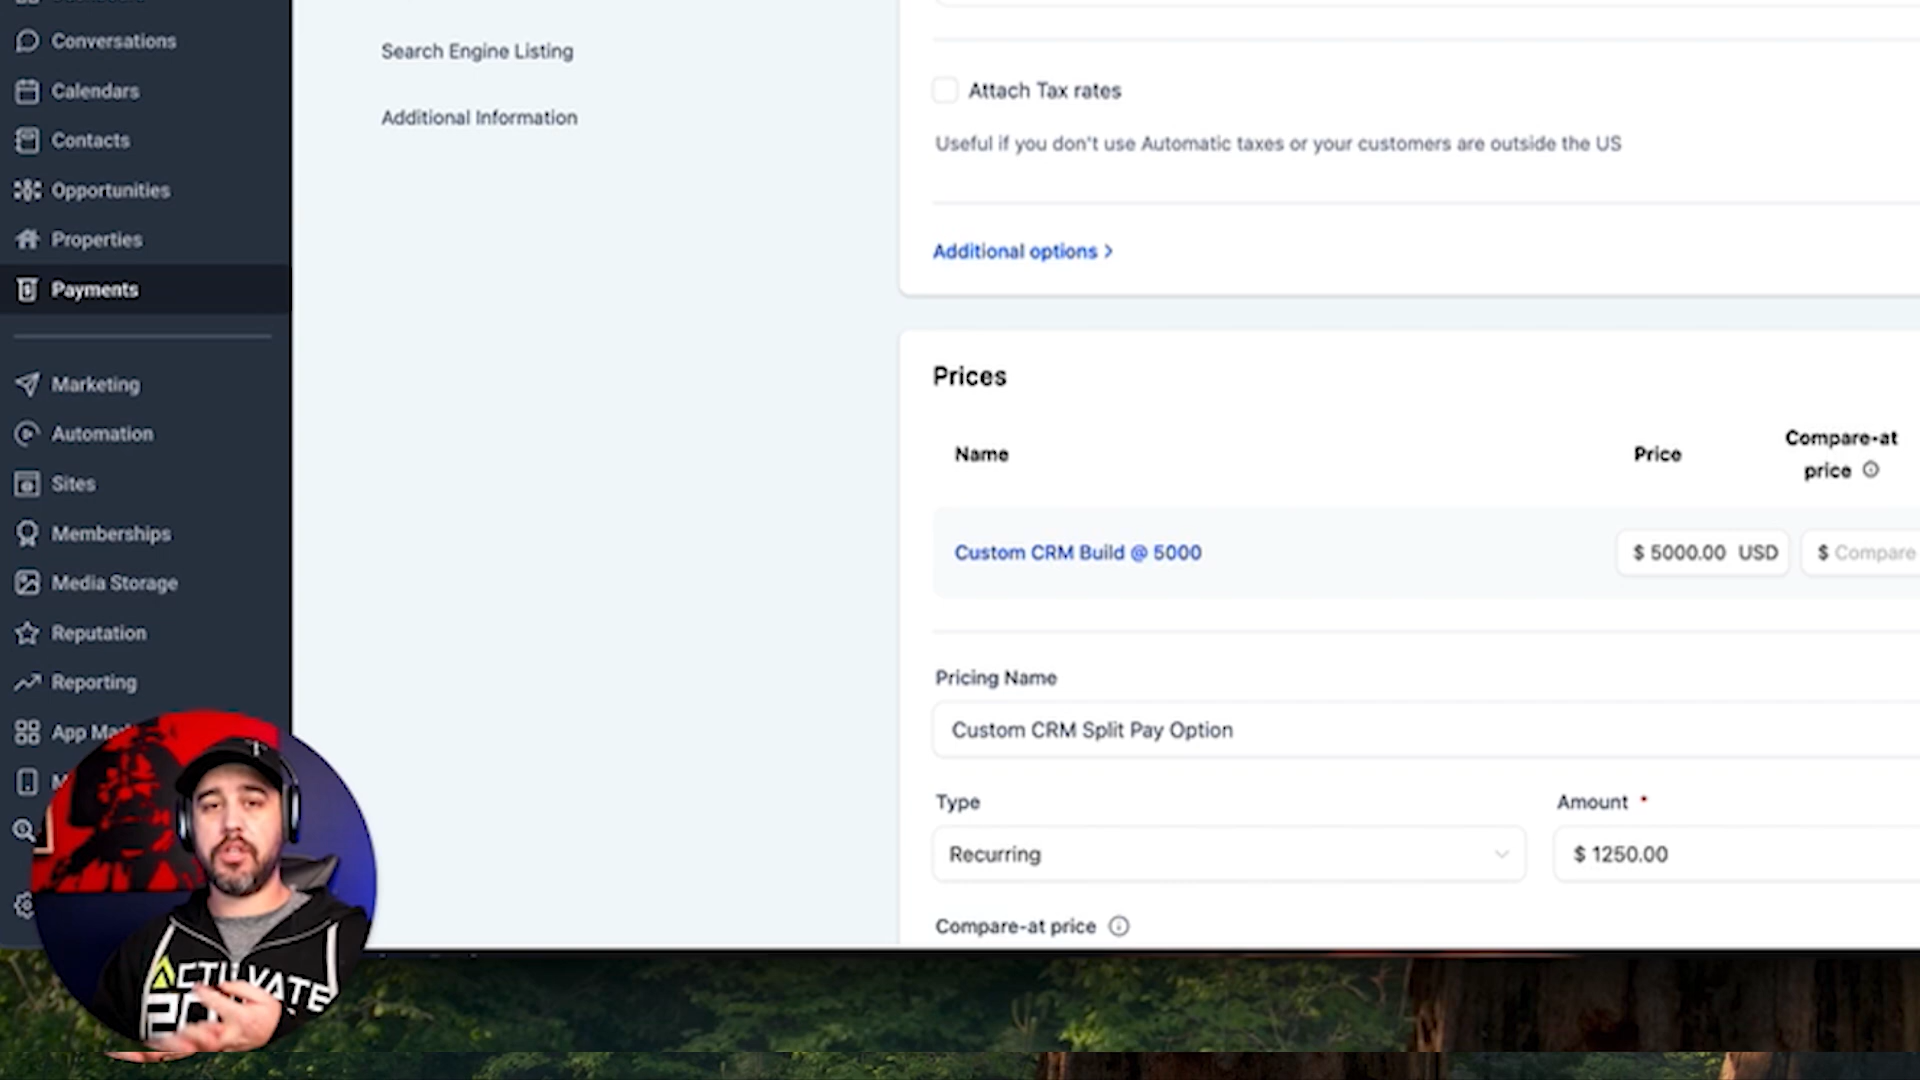 Conversations
Calendars
Contacts
Opportunities
Properties
Payments
Marketing
Automation
Sites
Memberships
Media Storage
Reputation
Reporting
App Ma
Search Engine Listing
Additional Information
Attach Tax rates
Useful if you don't use Automatic taxes or your customers are outside the US
Additional options >
Prices
Name
Price
Compare-at
price
Custom CRM Build @ 5000
$ 5000.00 USD
$ Compare
Pricing Name
Custom CRM Split Pay Option
Type
Amount *
Recurring
$ 1250.00
Compare-at price